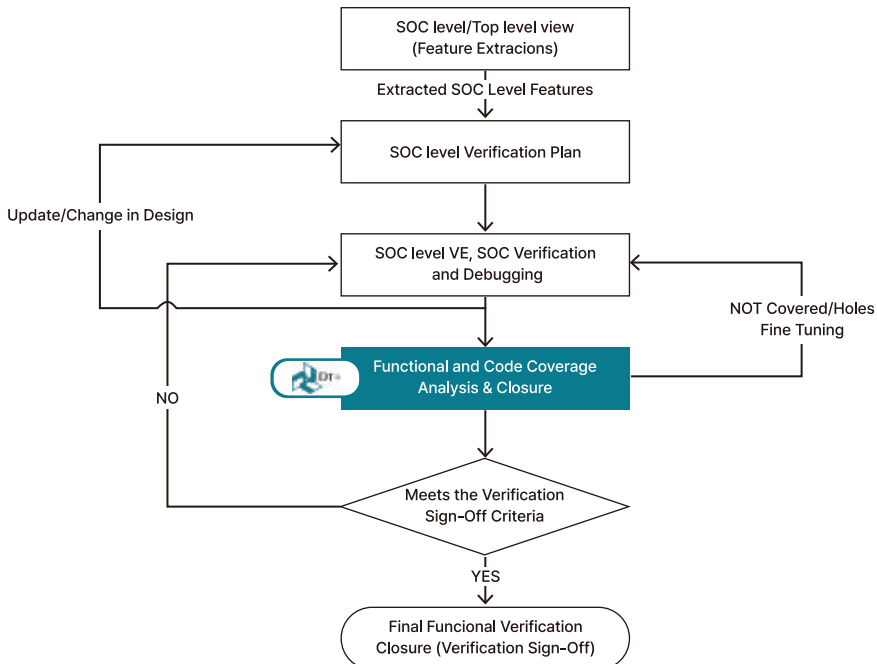 SOC level/Top level view
(Feature Extracions)
Extracted SOC Level Features
SOC level Verification Plan
Update/Change in Design
SOC level VE, SOC Verification
and Debugging
NOT Covered/Holes
Fine Tuning
Functional and Code Coverage
Analysis & Closure
NO
Meets the Verification
Sign-Off Criteria
YES
Final Funcional Verification
Closure (Verification Sign-Off)